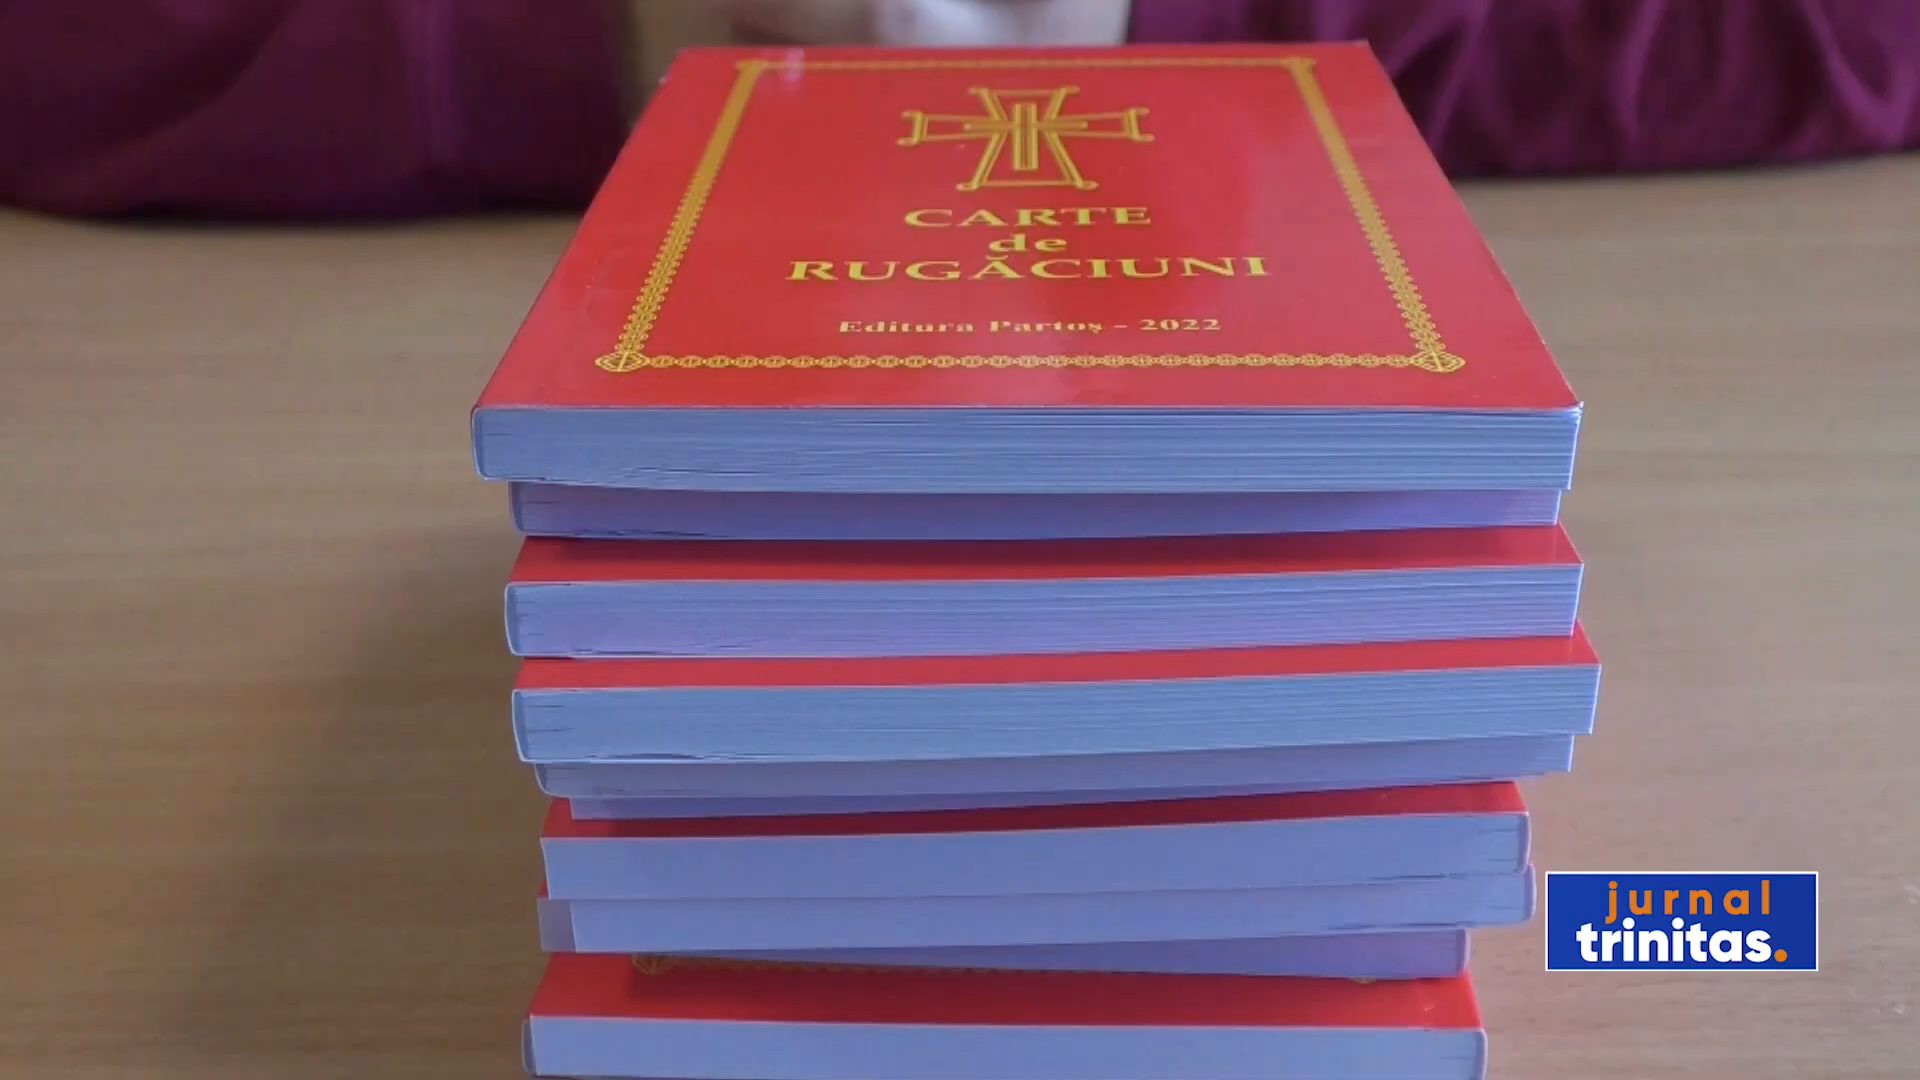 CARTE
de
RUGĂCIUNI
Editura Partoș - 2022
jurnal
trinitas.